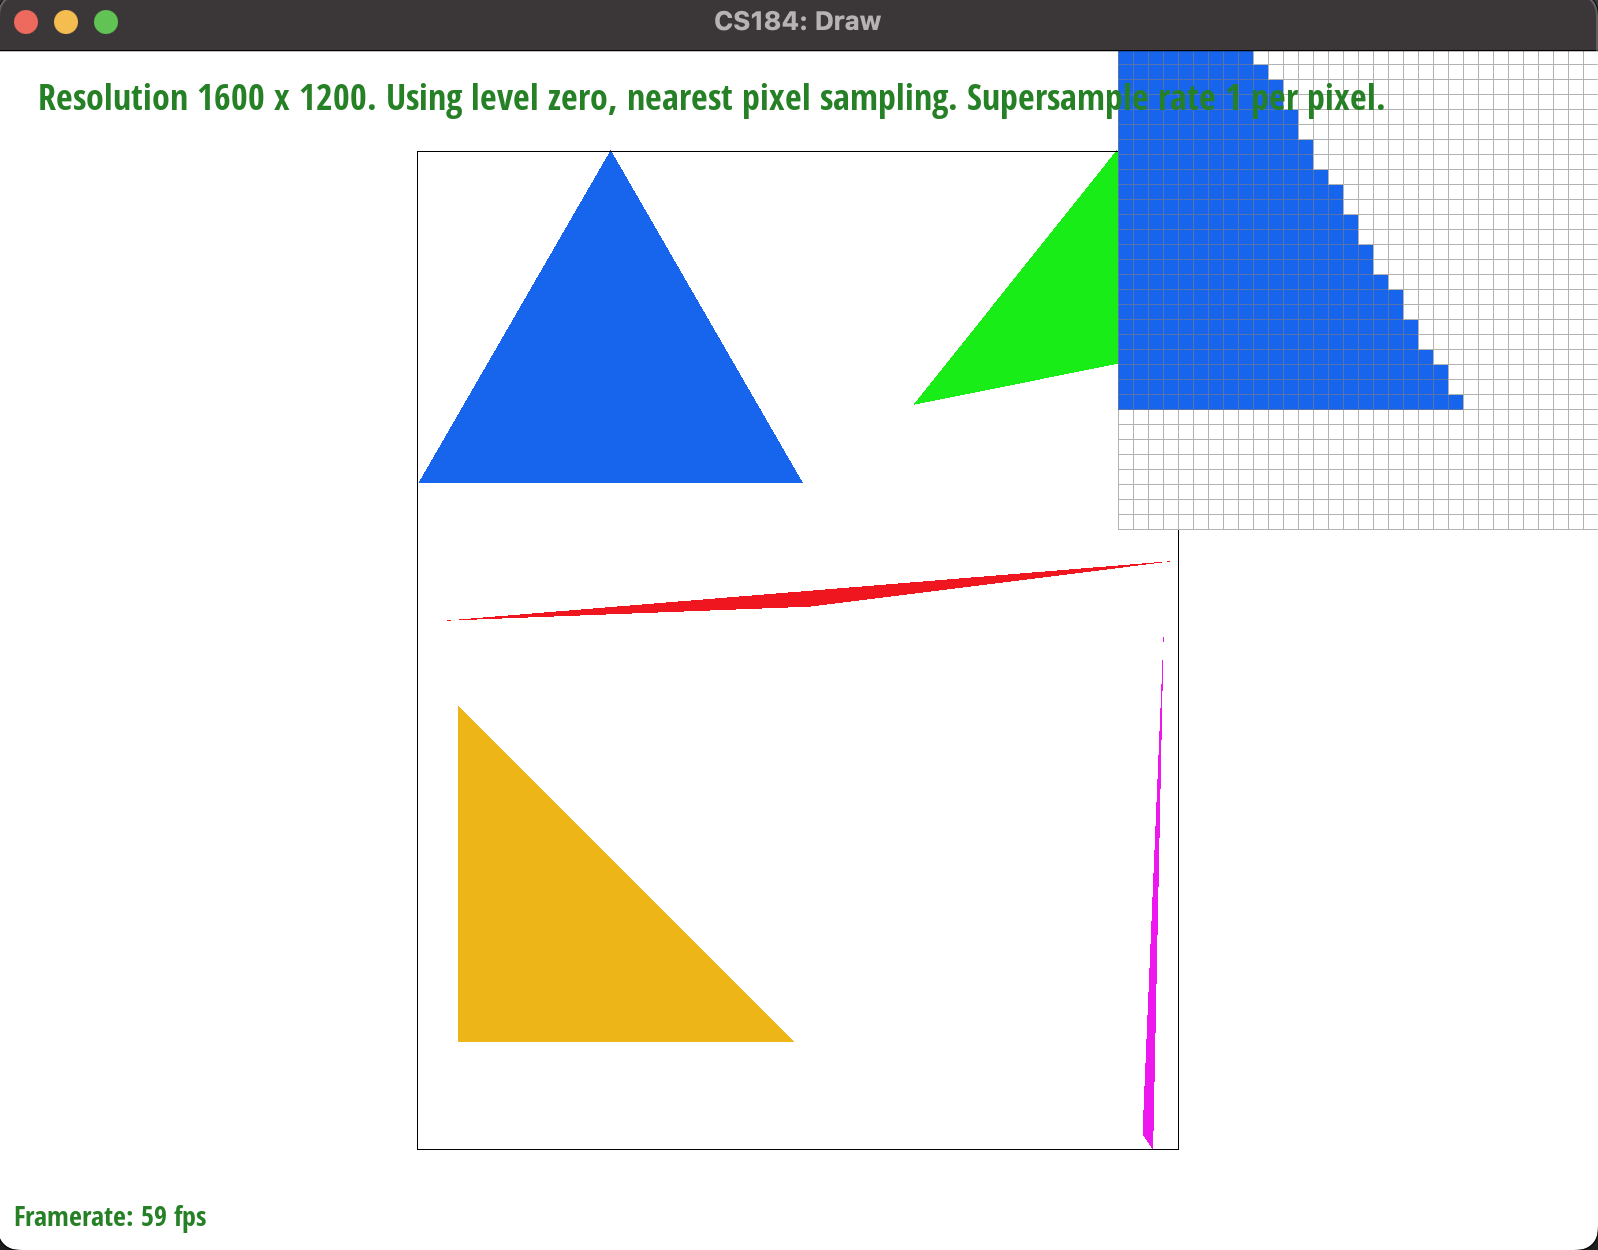 CS184: Draw
Resolution 1600 x 1200. Using level zero, nearest pixel sampling. Supersample rate 1 per pixel.
Framerate: 59 fps